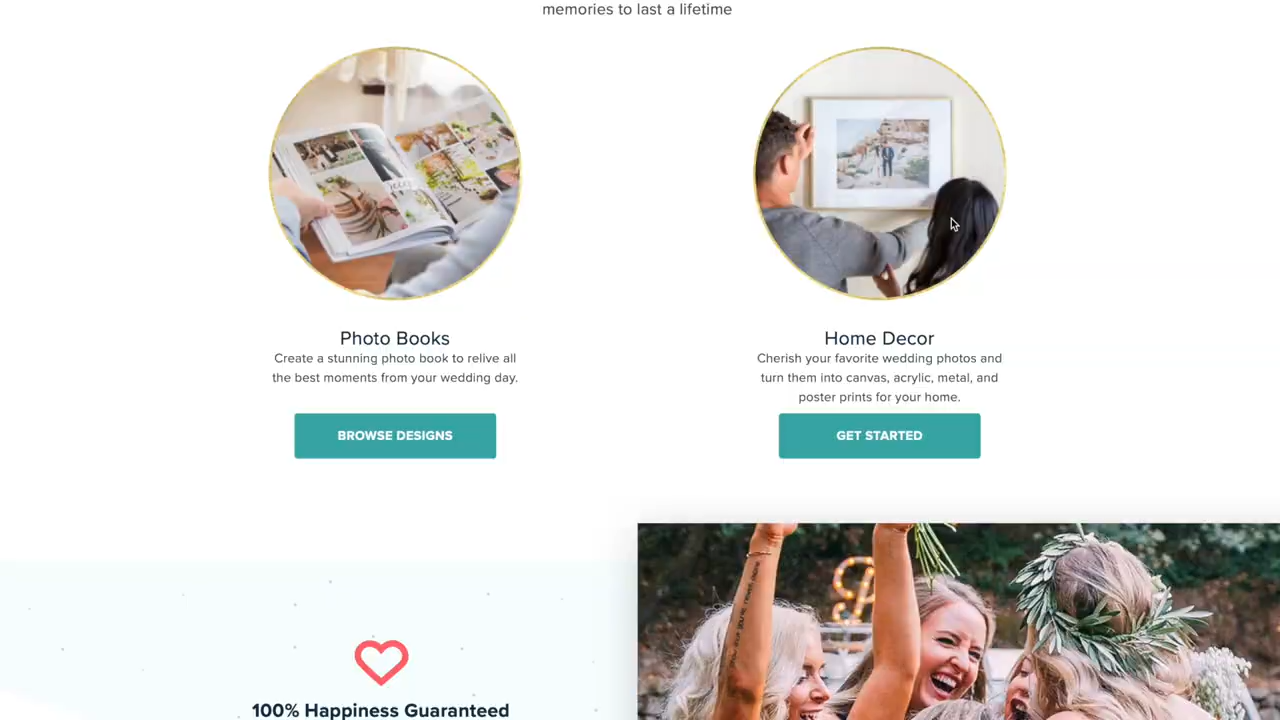 memories to last a lifetime
Photo Books
Create a stunning photo book to relive all
the best moments from your wedding day.
BROWSE DESIGNS
Home Decor
Cherish your favorite wedding photos and
turn them into canvas, acrylic, metal, and
poster prints for your home.
GET STARTED
100% Happiness Guaranteed